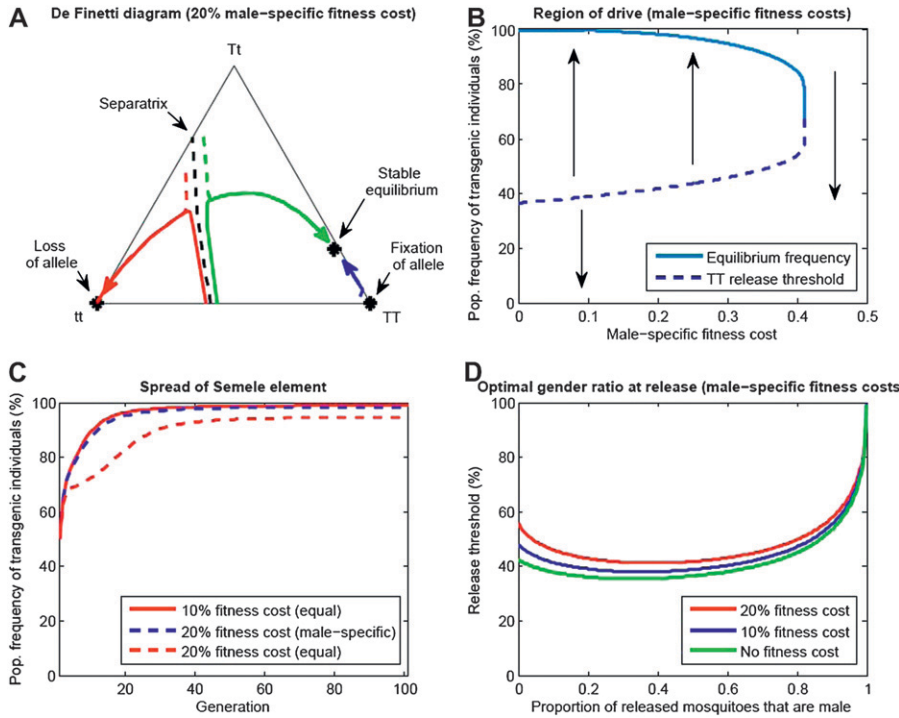 A
De Finetti diagram (20% male−specific fitness cost)
Tt
Separatrix
Stable
equilibrium
Loss
of allele
Fixation
of allele
tt
TT
B
Region of drive (male−specific fitness costs)
Pop. frequency of transgenic individuals (%)
100
80
60
40
20
0
Equilibrium frequency
TT release threshold
0 0.1 0.2 0.3 0.4 0.5
Male−specific fitness cost
C
Spread of Semele element
Pop. frequency of transgenic individuals (%)
100
80
60
40
20
0
10% fitness cost (equal)
20% fitness cost (male−specific)
20% fitness cost (equal)
20 40 60 80 100
Generation
D
Optimal gender ratio at release (male−specific fitness costs
Release threshold (%)
100
80
60
40
20
0
20% fitness cost
10% fitness cost
No fitness cost
0 0.2 0.4 0.6 0.8 1
Proportion of released mosquitoes that are male